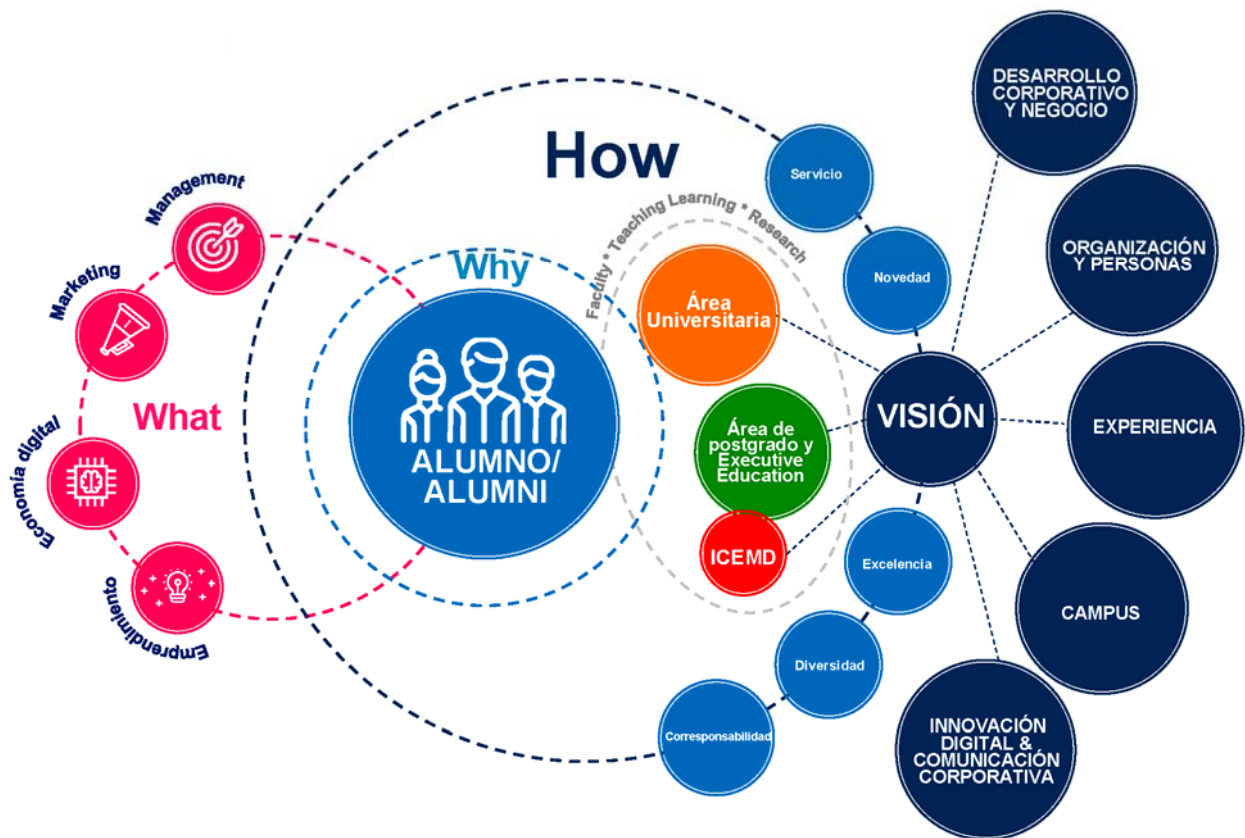 How
Why
What
Management
Marketing
Economía digital
Emprendimiento
ALUMNO/
ALUMNI
Faculty * Teaching Learning * Research
Área
Universitaria
Área de
postgrado y
Executive
Education
ICEMD
Servicio
Novedad
VISIÓN
Excelencia
Diversidad
Corresponsabilidad
DESARROLLO
CORPORATIVO
Y NEGOCIO
ORGANIZACIÓN
Y PERSONAS
EXPERIENCIA
CAMPUS
INNOVACIÓN
DIGITAL &
COMUNICACIÓN
CORPORATIVA